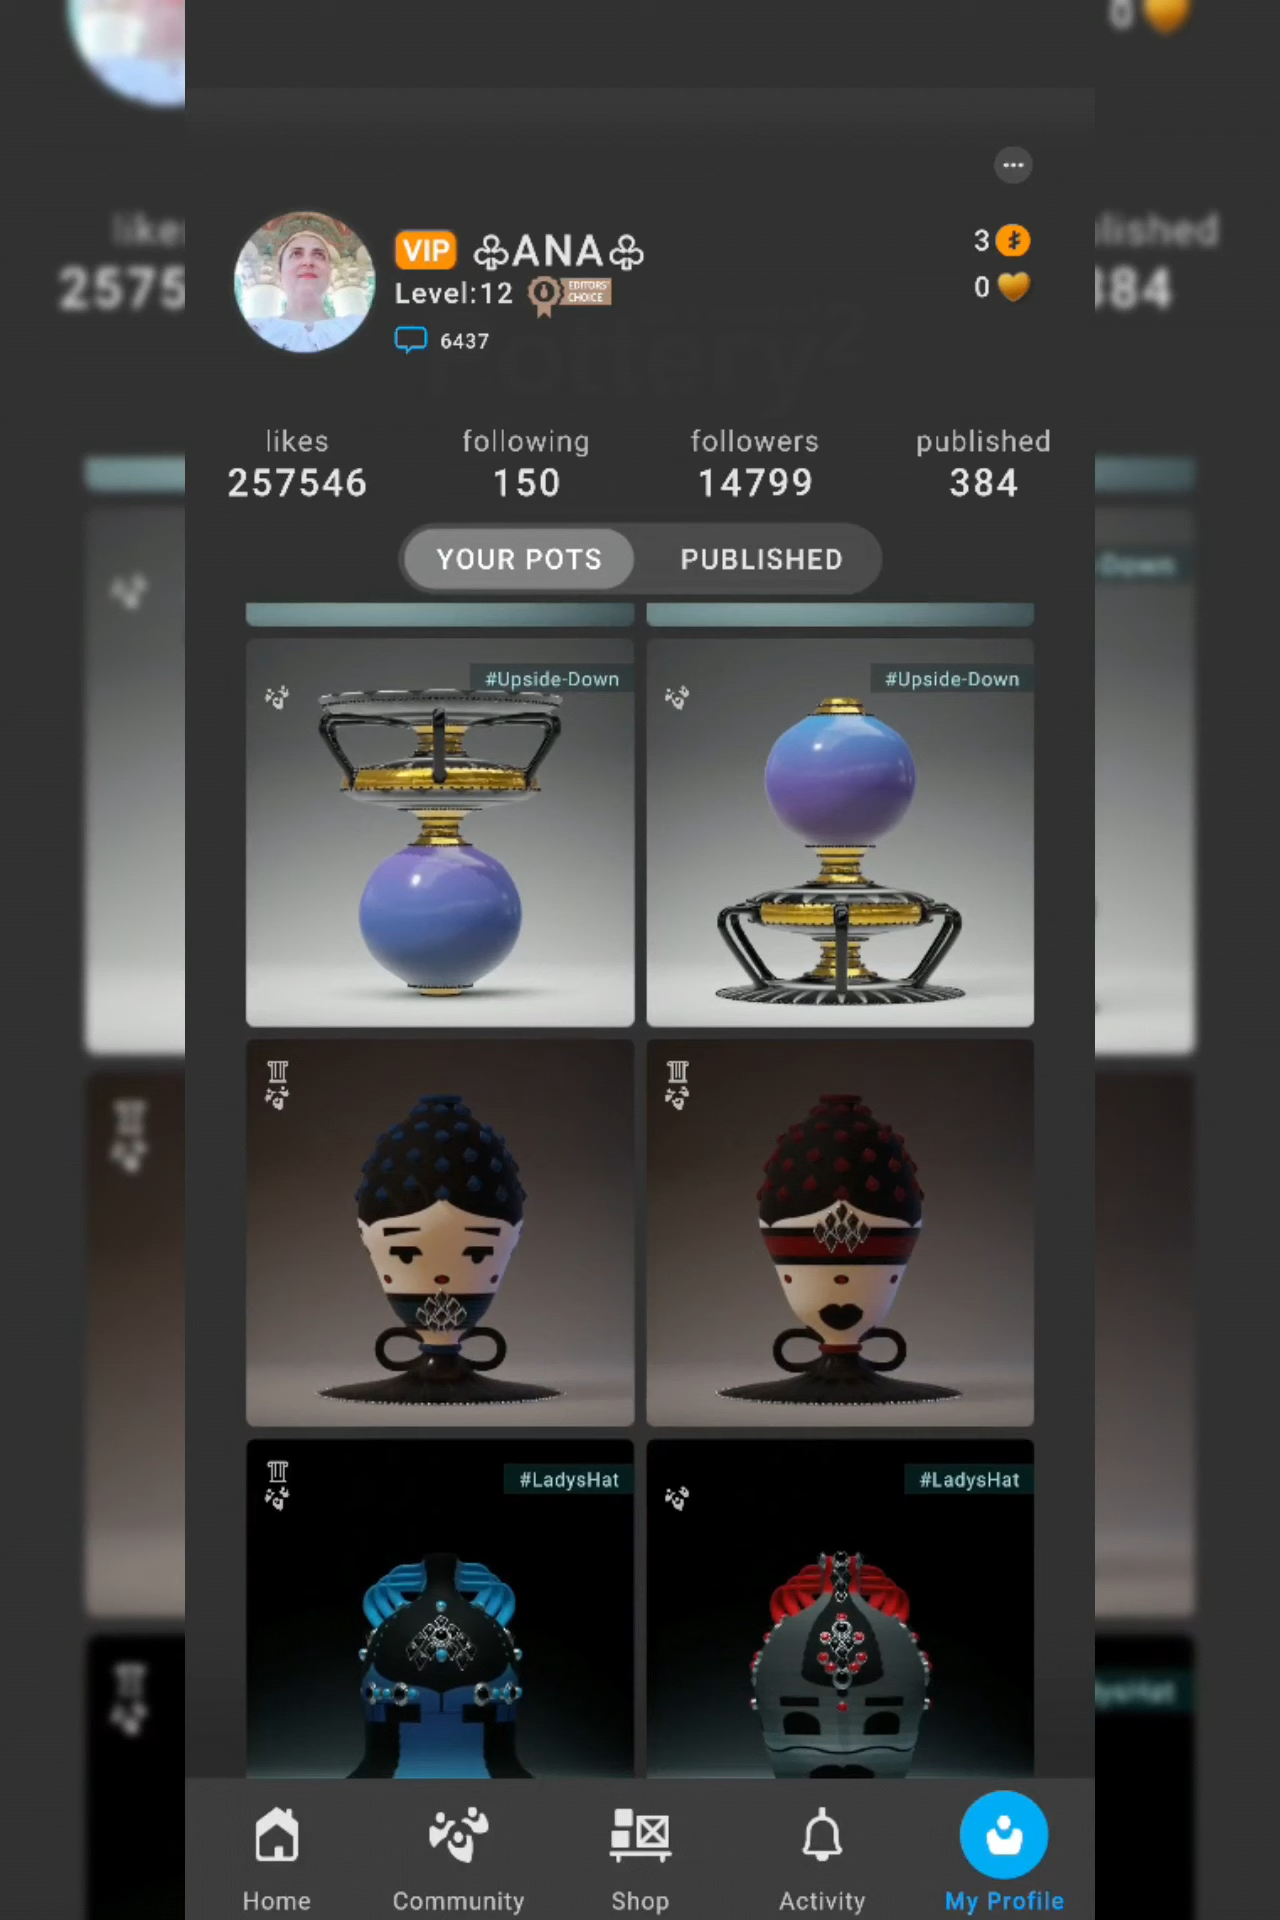 VIP ♧ANA♧
3
Level:12 EDITORS' CHOICE
0
6437
Pottery²
likes following followers published
257546 150 14799 384
YOUR POTS PUBLISHED
#Upside-Down #Upside-Down
#LadysHat #LadysHat
Home Community Shop Activity My Profile